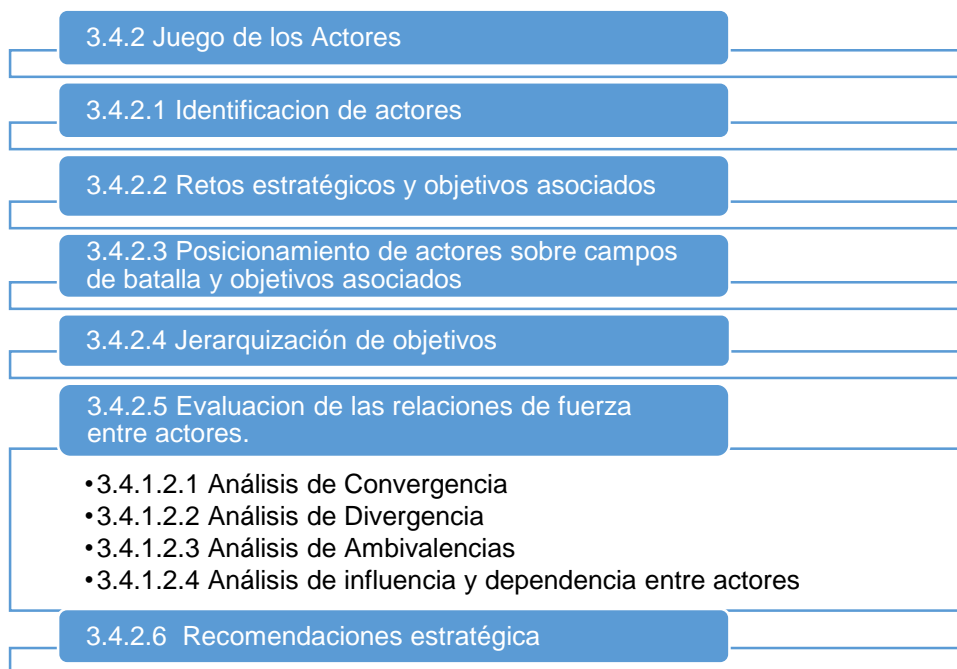 3.4.2 Juego de los Actores
3.4.2.1 Identificacion de actores
3.4.2.2 Retos estratégicos y objetivos asociados
3.4.2.3 Posicionamiento de actores sobre campos
de batalla y objetivos asociados
3.4.2.4 Jerarquización de objetivos
3.4.2.5 Evaluacion de las relaciones de fuerza
entre actores.
•3.4.1.2.1 Análisis de Convergencia
•3.4.1.2.2 Análisis de Divergencia
•3.4.1.2.3 Análisis de Ambivalencias
•3.4.1.2.4 Análisis de influencia y dependencia entre actores
3.4.2.6  Recomendaciones estratégica